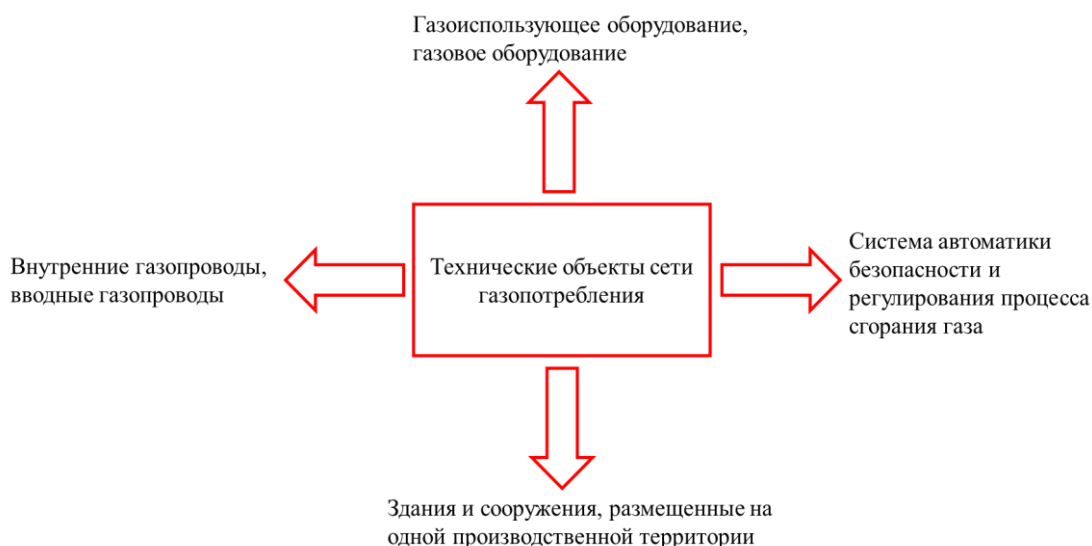 Газоиспользующее оборудование,
газовое оборудование
Внутренние газопроводы,
вводные газопроводы
Технические объекты сети
газопотребления
Система автоматики
безопасности и
регулирования процесса
сгорания газа
Здания и сооружения, размещенные на
одной производственной территории